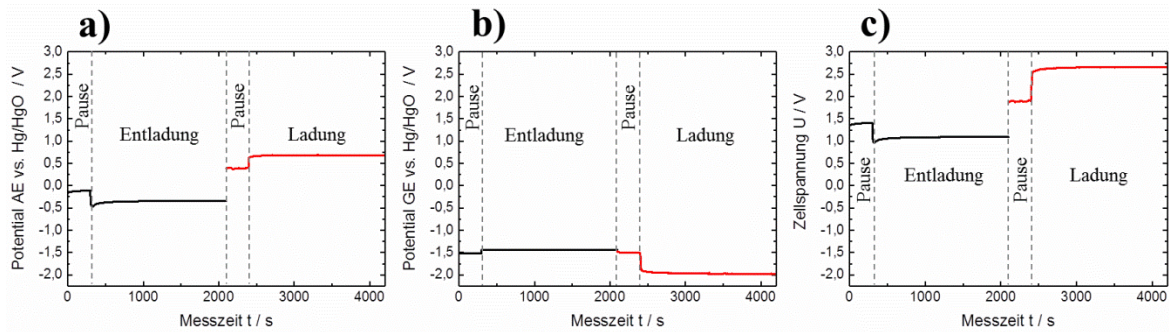 a)
Potential AE vs. Hg/HgO / V
3,0
2,5
2,0
1,5
1,0
0,5
0,0
-0,5
-1,0
-1,5
-2,0
Pause
Entladung
Pause
Ladung
0 1000 2000 3000 4000
Messzeit t / s
b)
Potential GE vs. Hg/HgO / V
3,0
2,5
2,0
1,5
1,0
0,5
0,0
-0,5
-1,0
-1,5
-2,0
Pause
Entladung
Pause
Ladung
0 1000 2000 3000 4000
Messzeit t / s
c)
Zellspannung U / V
3,0
2,5
2,0
1,5
1,0
0,5
0,0
-0,5
-1,0
-1,5
-2,0
Pause
Entladung
Pause
Ladung
0 1000 2000 3000 4000
Messzeit t / s